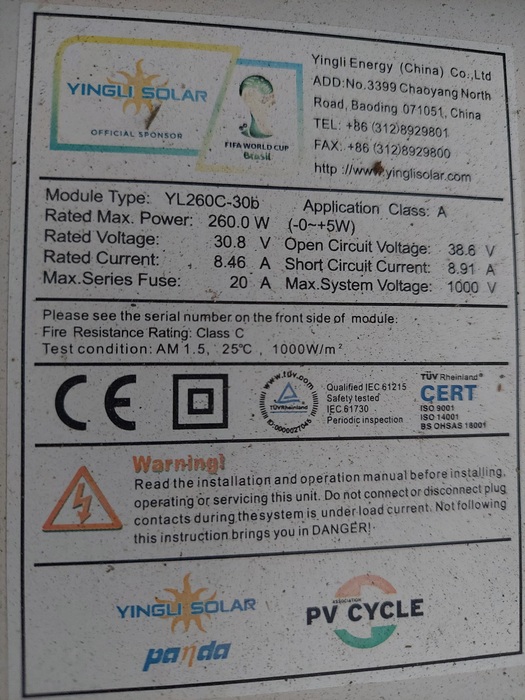 YINGLI SOLAR
OFFICIAL SPONSOR
FIFA WORLD CUP
Brasil
Yingli Energy (China) Co.,Ltd
ADD:No.3399 Chaoyang North
Road, Baoding 071051, China
TEL: +86 (312)8929801
FAX: +86 (312)8929800
http ://www.yinglisolar.com
Module Type: YL260C-30b Application Class: A
Rated Max. Power: 260.0 W (-0~+5W)
Rated Voltage: 30.8 V Open Circuit Voltage: 38.6 V
Rated Current: 8.46 A Short Circuit Current: 8.91 A
Max.Series Fuse: 20 A Max.System Voltage: 1000 V
Please see the serial number on the front side of module.
Fire Resistance Rating: Class C
Test condition: AM 1.5, 25℃ , 1000W/m²
CE
www.tuv.com
TÜVRheinland
ID:0000027045
Qualified IEC 61215
Safety tested
IEC 61730
Periodic inspection
TÜV Rheinland®
CERT
ISO 9001
ISO 14001
BS OHSAS 18001
Warning!
Read the installation and operation manual before installing,
operating or servicing this unit. Do not connect or disconnect plug
contacts during the system is under load current. Not following
this instruction brings you in DANGER!
YINGLI SOLAR
panda
ASSOCIATION
PV CYCLE